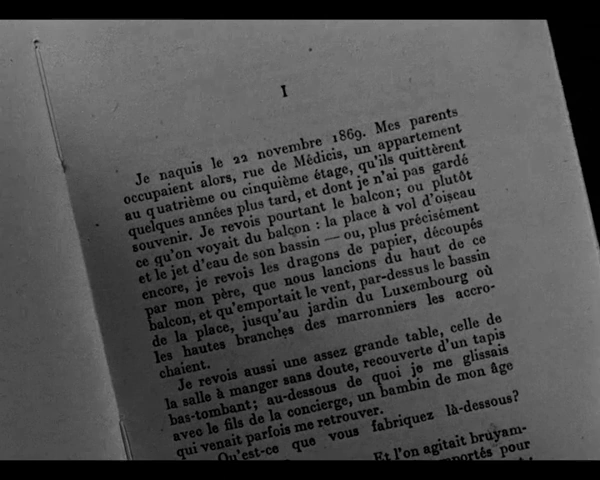 I
Je naquis le 22 novembre 1869. Mes parents
occupaient alors, rue de Médicis, un appartement
au quatrième ou cinquième étage, qu'ils quittèrent
quelques années plus tard, et dont je n'ai pas gardé
souvenir. Je revois pourtant le balcon; ou plutôt
ce qu'on voyait du balcon : la place à vol d'oiseau
et le jet d'eau de son bassin — ou, plus précisément
encore, je revois les dragons de papier, découpés
par mon père, que nous lancions du haut de ce
balcon, et qu'emportait le vent, par-dessus le bassin
de la place, jusqu'au jardin du Luxembourg où
les hautes branches des marronniers les accro-
chaient.
Je revois aussi une assez grande table, celle de
la salle à manger sans doute, recouverte d'un tapis
bas-tombant; au-dessous de quoi je me glissais
avec le fils de la concierge, un bambin de mon âge
qui venait parfois me retrouver.
Qu'est-ce que vous fabriquez là-dessous?
Et l'on agitait bruyam-
pour